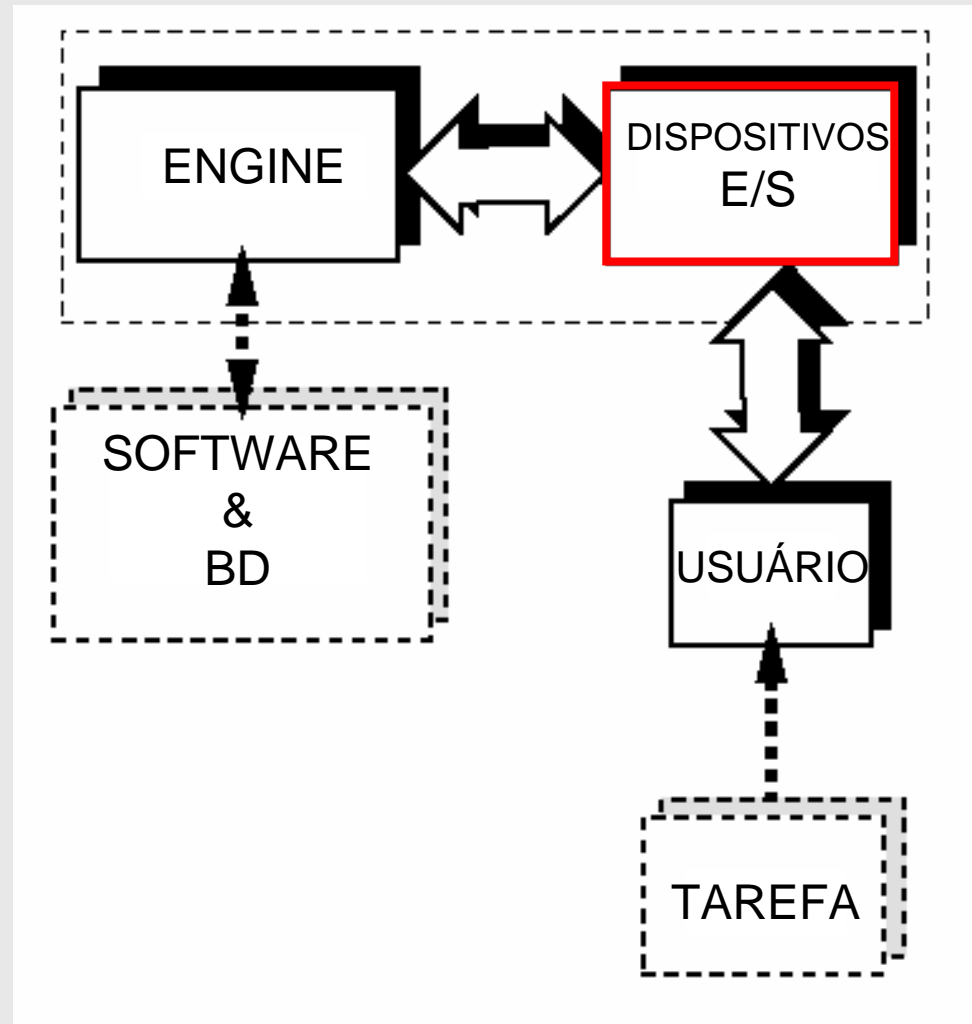 ENGINE
DISPOSITIVOS
E/S
SOFTWARE
&
BD
USUÁRIO
TAREFA